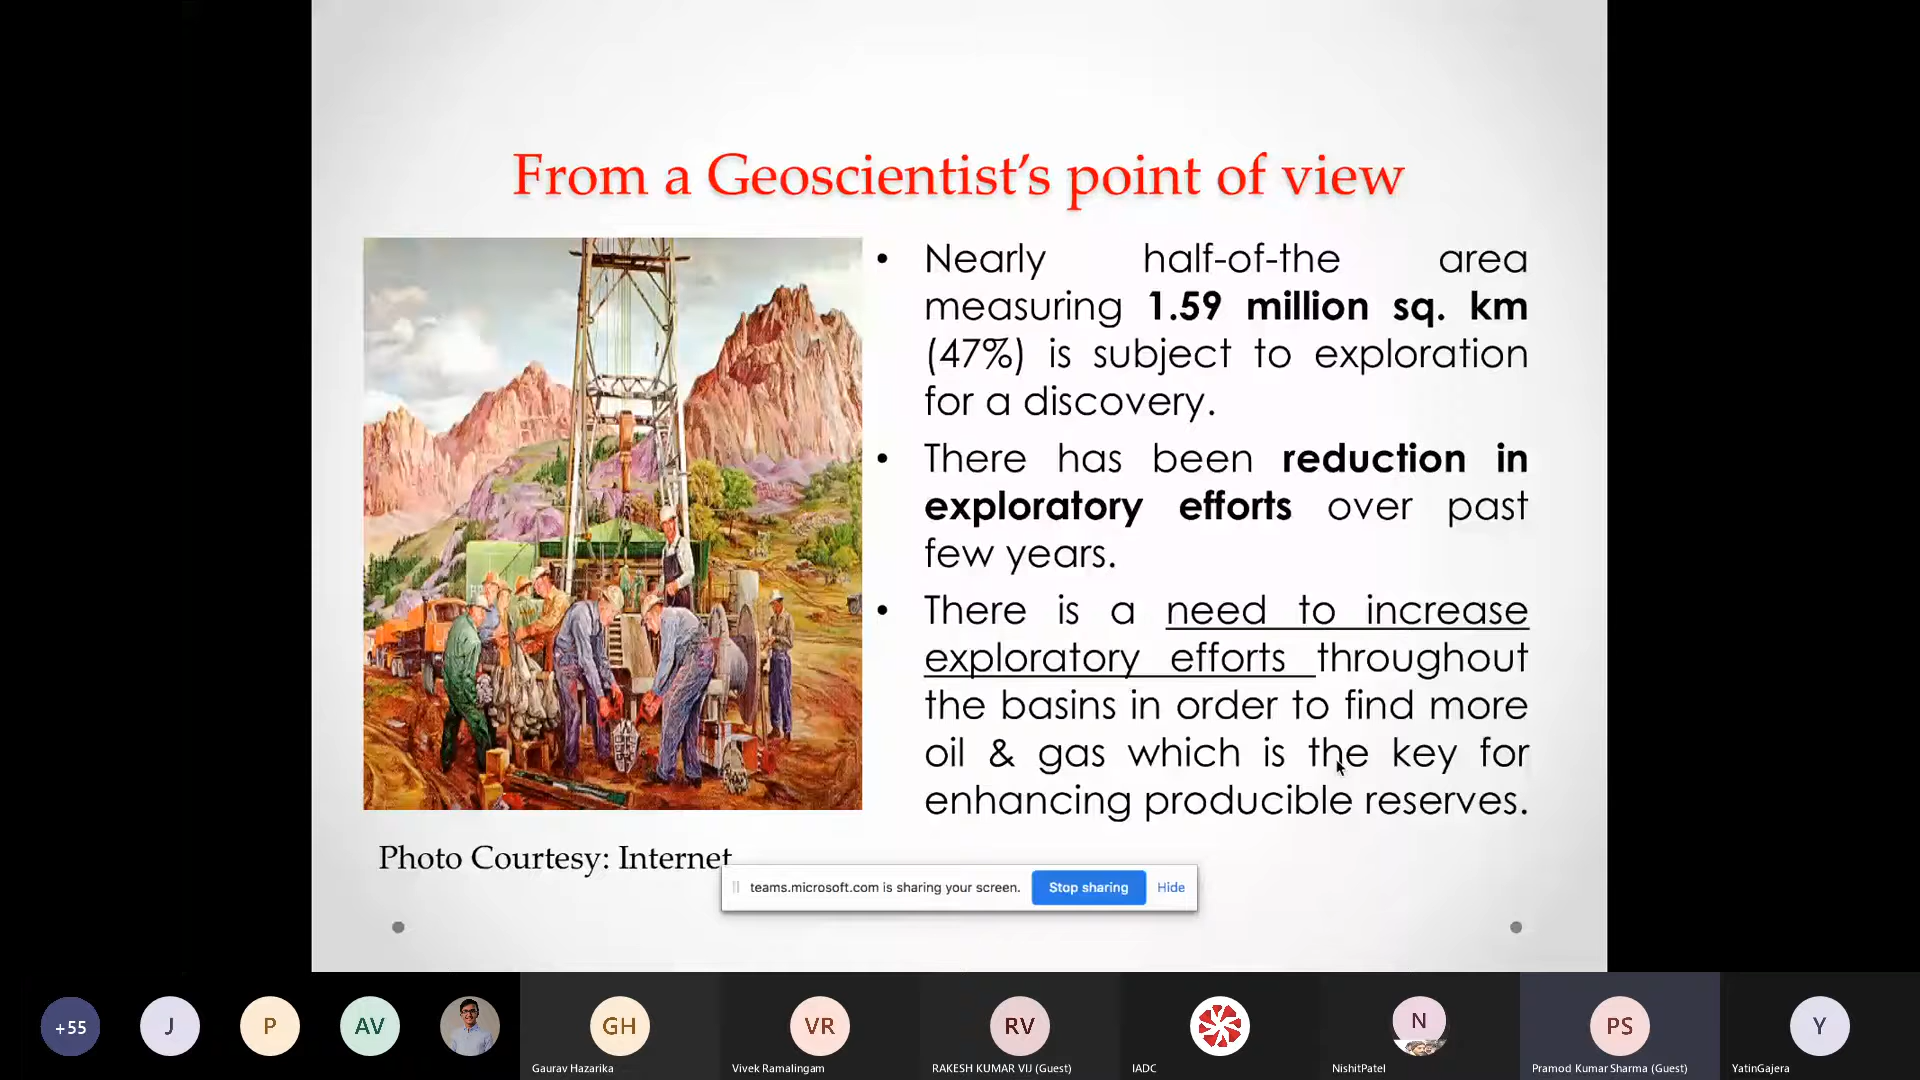 From a Geoscientist’s point of view
• Nearly half-of-the area
measuring 1.59 million sq. km
(47%) is subject to exploration
for a discovery.
• There has been reduction in
exploratory efforts over past
few years.
• There is a need to increase
exploratory efforts throughout
the basins in order to find more
oil & gas which is the key for
enhancing producible reserves.
Photo Courtesy: Internet
teams.microsoft.com is sharing your screen. Stop sharing Hide
+55 J P AV GH VR RV N PS Y
Gaurav Hazarika Vivek Ramalingam RAKESH KUMAR VIJ (Guest) IADC NishitPatel Pramod Kumar Sharma (Guest) YatinGajera